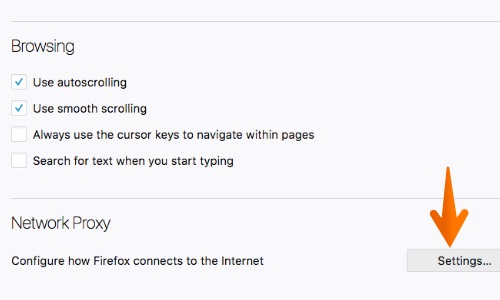 Browsing
Use autoscrolling
Use smooth scrolling
Always use the cursor keys to navigate within pages
Search for text when you start typing
Network Proxy
Configure how Firefox connects to the Internet
Settings...